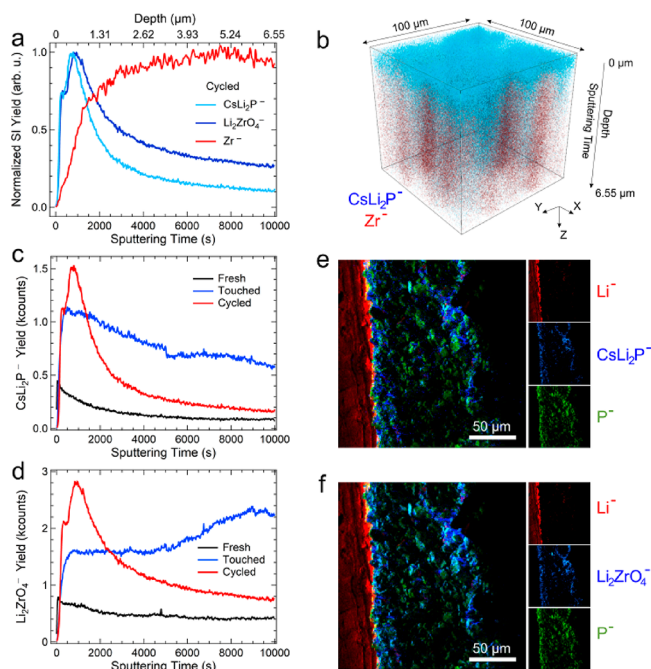 a
Depth (µm)
0 1.31 2.62 3.93 5.24 6.55
Normalized SI Yield (arb. u.)
1.0
0.5
0.0
Cycled
CsLi₂P⁻
Li₂ZrO₄⁻
Zr⁻
0 2000 4000 6000 8000 10000
Sputtering Time (s)
b
100 µm
100 µm
0 µm
Depth
Sputtering Time
6.55 µm
CsLi₂P⁻
Zr⁻
Y
X
Z
c
CsLi₂P⁻ Yield (kcounts)
1.5
1.0
0.5
0.0
Fresh
Touched
Cycled
0 2000 4000 6000 8000 10000
Sputtering Time (s)
d
Li₂ZrO₄⁻ Yield (kcounts)
3
2
1
0
Fresh
Touched
Cycled
0 2000 4000 6000 8000 10000
Sputtering Time (s)
e
50 µm
Li⁻
CsLi₂P⁻
P⁻
f
50 µm
Li⁻
Li₂ZrO₄⁻
P⁻